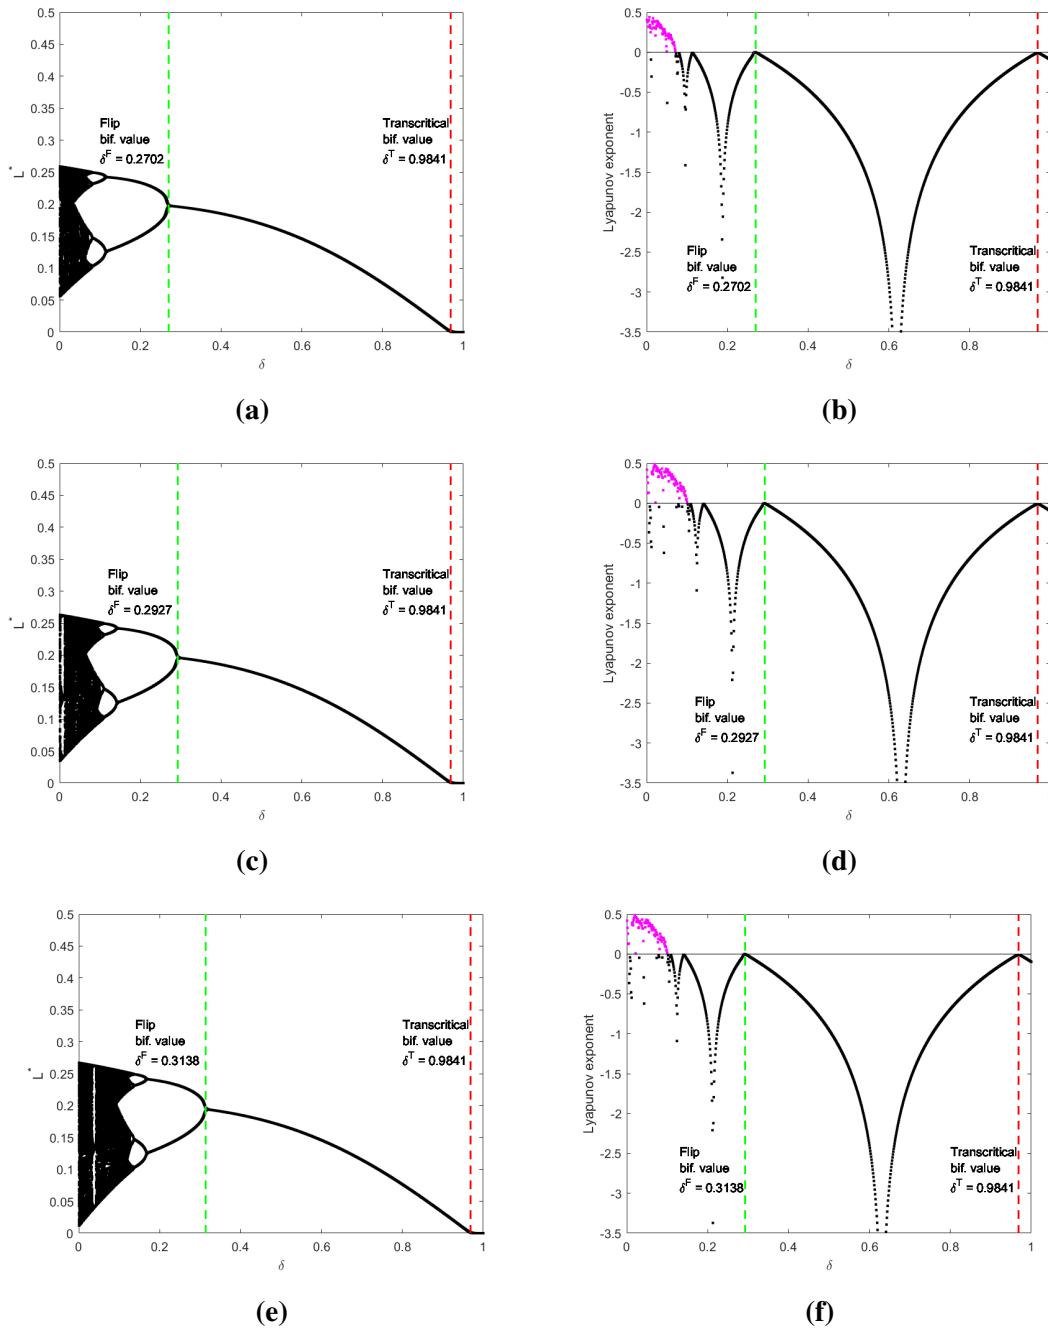 0.5
0.45
0.4
0.35
0.3
0.25
0.2
0.15
0.1
0.05
0
L*
Flip
bif. value
δ^F = 0.2702
Transcritical
bif. value
δ^T = 0.9841
0 0.2 0.4 0.6 0.8 1
δ
(a)
0.5
0
-0.5
-1
-1.5
-2
-2.5
-3
-3.5
Lyapunov exponent
Flip
bif. value
δ^F = 0.2702
Transcritical
bif. value
δ^T = 0.9841
0 0.2 0.4 0.6 0.8
δ
(b)
0.5
0.45
0.4
0.35
0.3
0.25
0.2
0.15
0.1
0.05
0
L*
Flip
bif. value
δ^F = 0.2927
Transcritical
bif. value
δ^T = 0.9841
0 0.2 0.4 0.6 0.8 1
δ
(c)
0.5
0
-0.5
-1
-1.5
-2
-2.5
-3
-3.5
Lyapunov exponent
Flip
bif. value
δ^F = 0.2927
Transcritical
bif. value
δ^T = 0.9841
0 0.2 0.4 0.6 0.8
δ
(d)
0.5
0.45
0.4
0.35
0.3
0.25
0.2
0.15
0.1
0.05
0
L*
Flip
bif. value
δ^F = 0.3138
Transcritical
bif. value
δ^T = 0.9841
0 0.2 0.4 0.6 0.8 1
δ
(e)
0.5
0
-0.5
-1
-1.5
-2
-2.5
-3
-3.5
Lyapunov exponent
Flip
bif. value
δ^F = 0.3138
Transcritical
bif. value
δ^T = 0.9841
0 0.2 0.4 0.6 0.8 1
δ
(f)